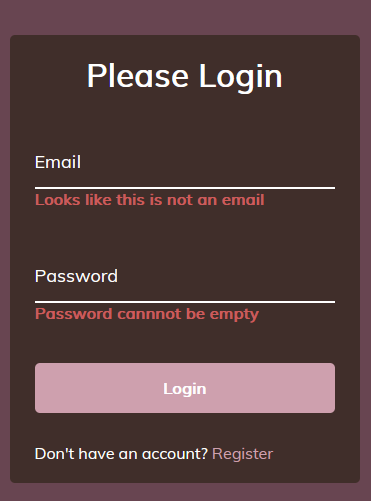 Please Login
Email
Looks like this is not an email
Password
Password cannnot be empty
Login
Don't have an account? Register